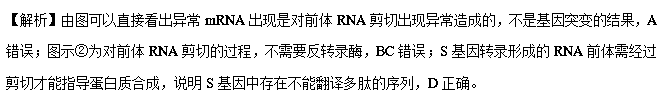 【解析】由图可以直接看出异常 mRNA 出现是对前体 RNA 剪切出现异常造成的，不是基因突变的结果，A
错误；图示②为对前体 RNA 剪切的过程，不需要反转录酶，BC 错误；S 基因转录形成的 RNA 前体需经过
剪切才能指导蛋白质合成，说明 S 基因中存在不能翻译多肽的序列，D 正确。